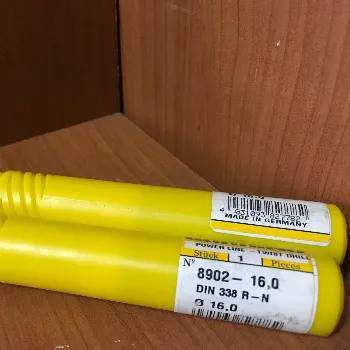 MADE IN GERMANY
POWER LINE TWIST DRILL
Stück 1 Pieces
Nº 8902-16,0
DIN 338 R-N
Ø 16.0